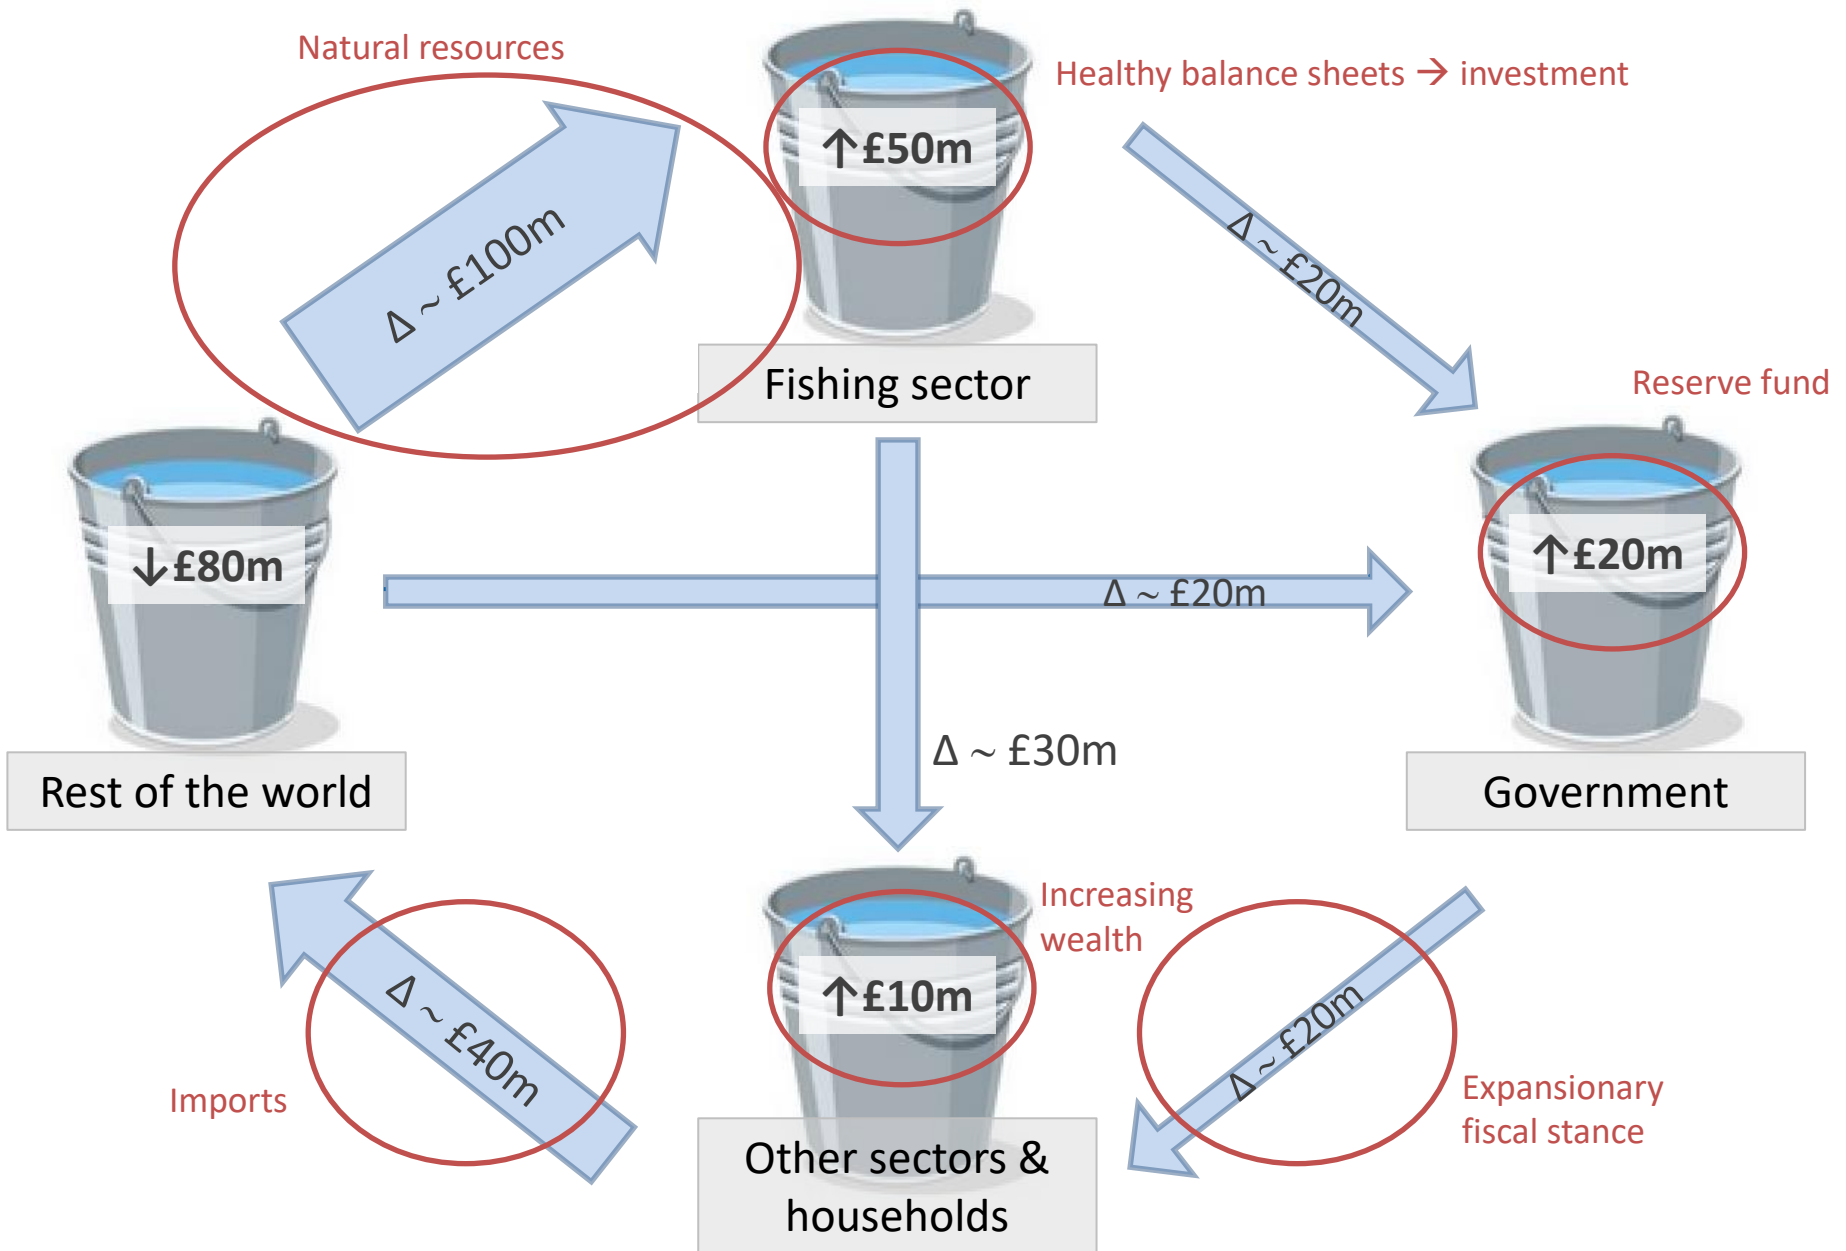 Natural resources
Healthy balance sheets → investment
↑£50m
Δ ~ £100m
Δ ~ £20m
Fishing sector
Reserve fund
↓£80m
↑£20m
Δ ~ £20m
Δ ~ £30m
Rest of the world
Government
Increasing
wealth
↑£10m
Δ ~ £40m
Δ ~ £20m
Imports
Expansionary
fiscal stance
Other sectors &
households